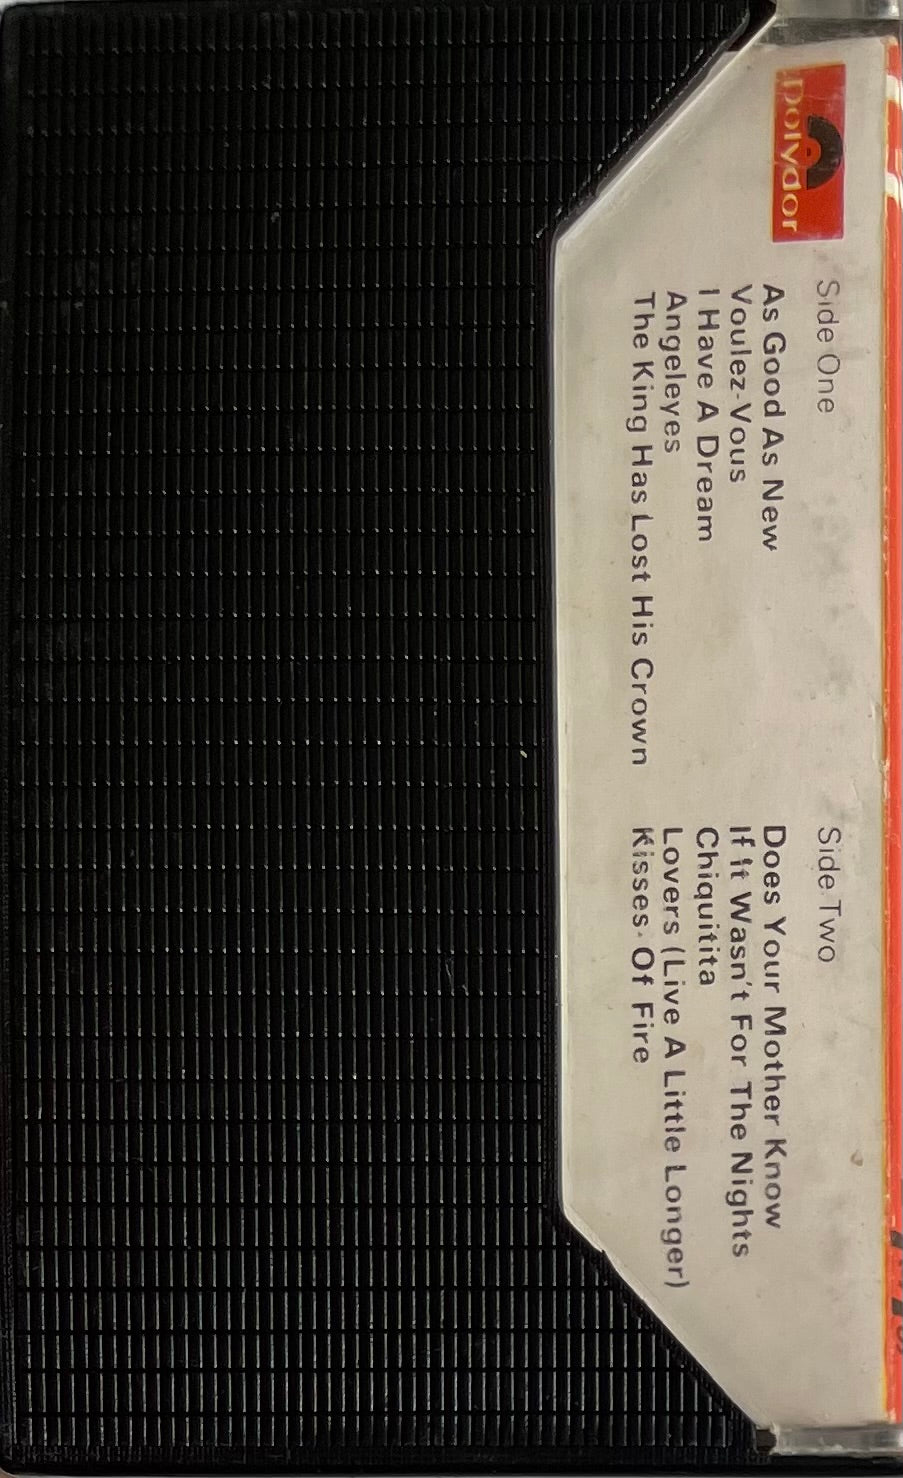 Polydor
Side One
As Good As New
Voulez-Vous
I Have A Dream
Angeleyes
The King Has Lost His Crown
Side Two
Does Your Mother Know
If It Wasn't For The Nights
Chiquitita
Lovers (Live A Little Longer)
Kisses Of Fire